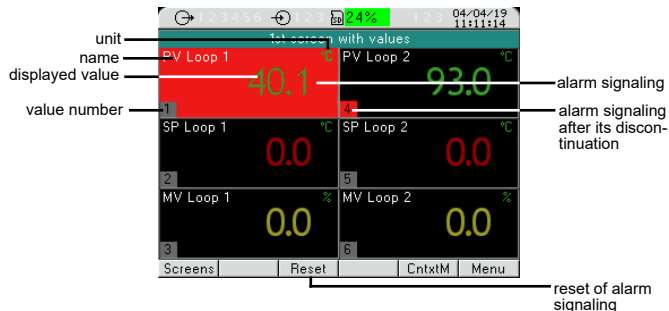 123456 123 24% 123 04/04/19
11:11:14
1st screen with values
unit
name
displayed value
value number
PV Loop 1 °C
40.1
1
PV Loop 2 °C
93.0
4
SP Loop 1 °C
0.0
2
SP Loop 2 °C
0.0
5
MV Loop 1 %
0.0
3
MV Loop 2 %
0.0
6
Screens Reset CntxtM Menu
alarm signaling
alarm signaling
after its discon-
tinuation
reset of alarm
signaling